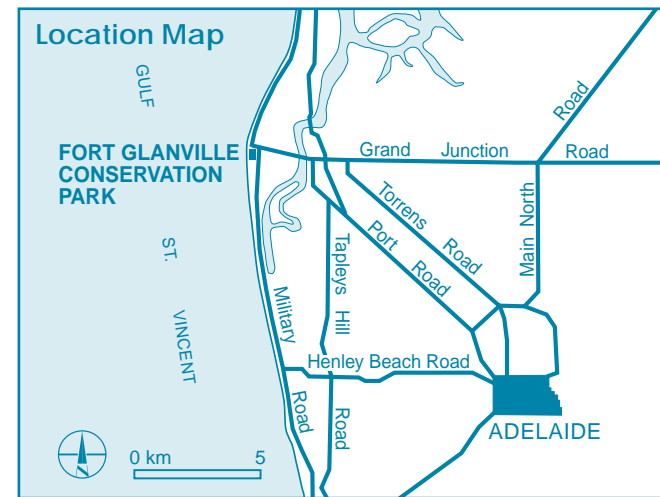 Location Map
GULF
ST.
VINCENT
FORT GLANVILLE
CONSERVATION
PARK
Grand Junction Road
Road
Main North
Torrens Road
Port Road
Tapleys Hill Road
Military Road
Henley Beach Road
ADELAIDE
0 km 5